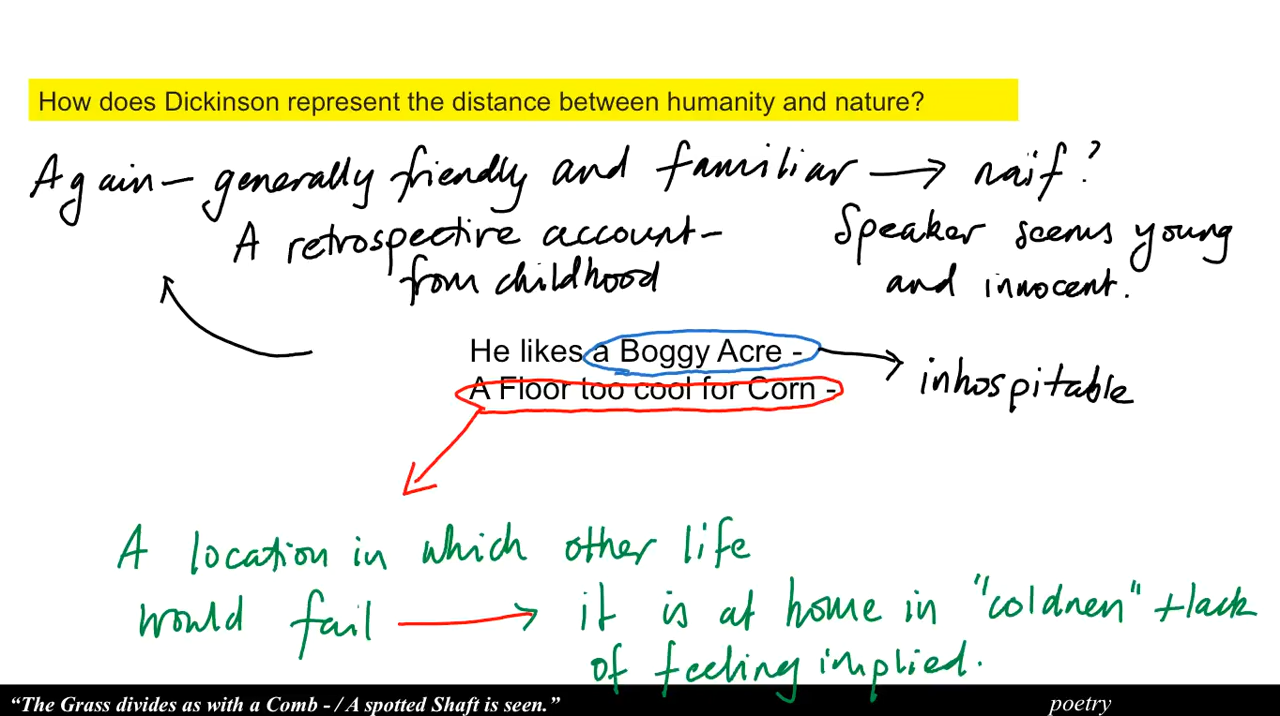 How does Dickinson represent the distance between humanity and nature?
Again – generally friendly and familiar → naïf?
A retrospective account –
from childhood
Speaker seems young
and innocent.
He likes a Boggy Acre -
A Floor too cool for Corn -
inhospitable
A location in which other life
would fail → it is at home in "coldness" + lack
of feeling implied.
"The Grass divides as with a Comb - / A spotted Shaft is seen."
poetry